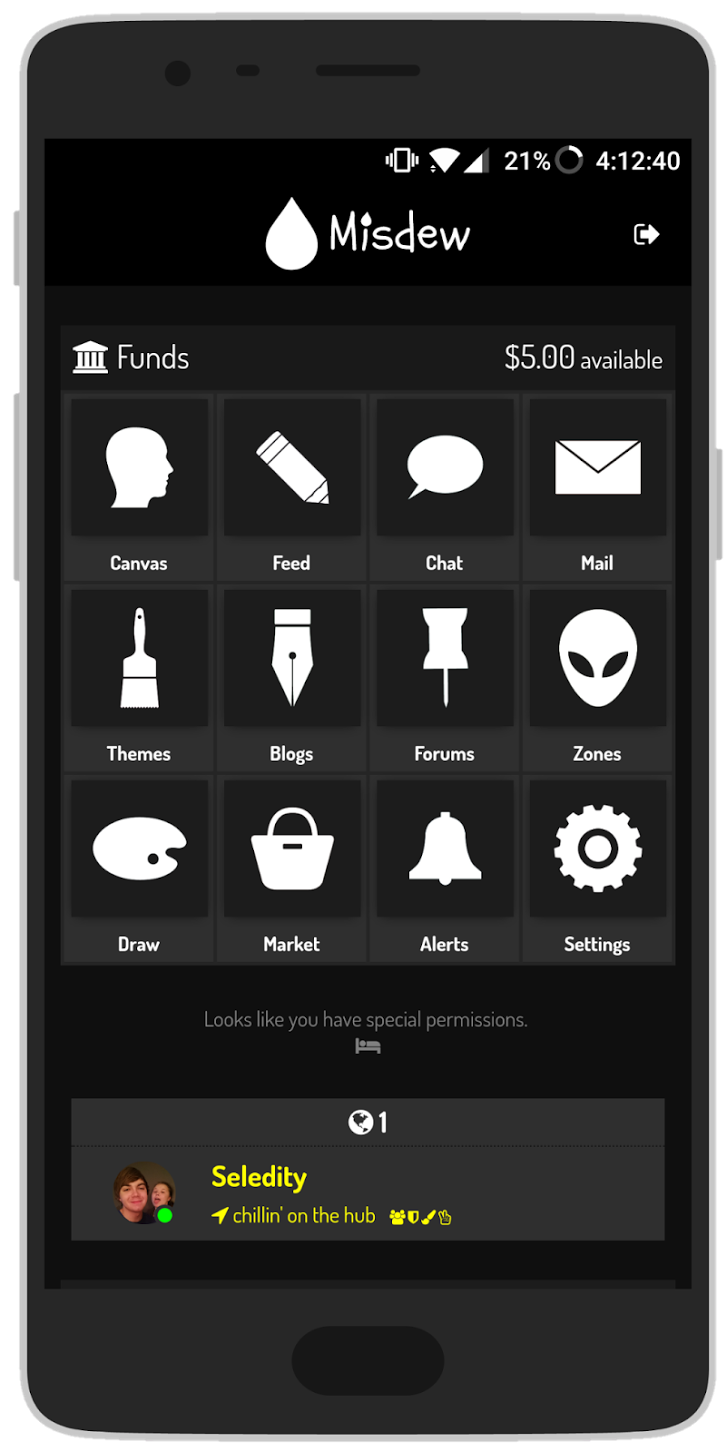 21% 4:12:40
Misdew
Funds $5.00 available
Canvas Feed Chat Mail
Themes Blogs Forums Zones
Draw Market Alerts Settings
Looks like you have special permissions.
1
Seledity
chillin' on the hub